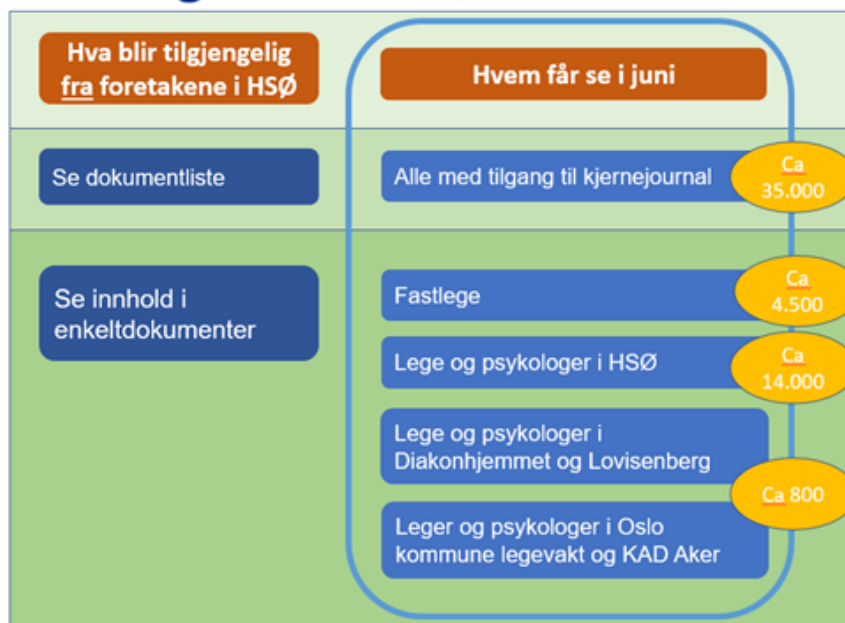 Hva blir tilgjengelig
fra foretakene i HSØ
Hvem får se i juni
Se dokumentliste
Alle med tilgang til kjernejournal
Ca
35.000
Se innhold i
enkeltdokumenter
Fastlege
Ca
4.500
Lege og psykologer i HSØ
Ca
14.000
Lege og psykologer i
Diakonhjemmet og Lovisenberg
Ca 800
Leger og psykologer i Oslo
kommune legevakt og KAD Aker